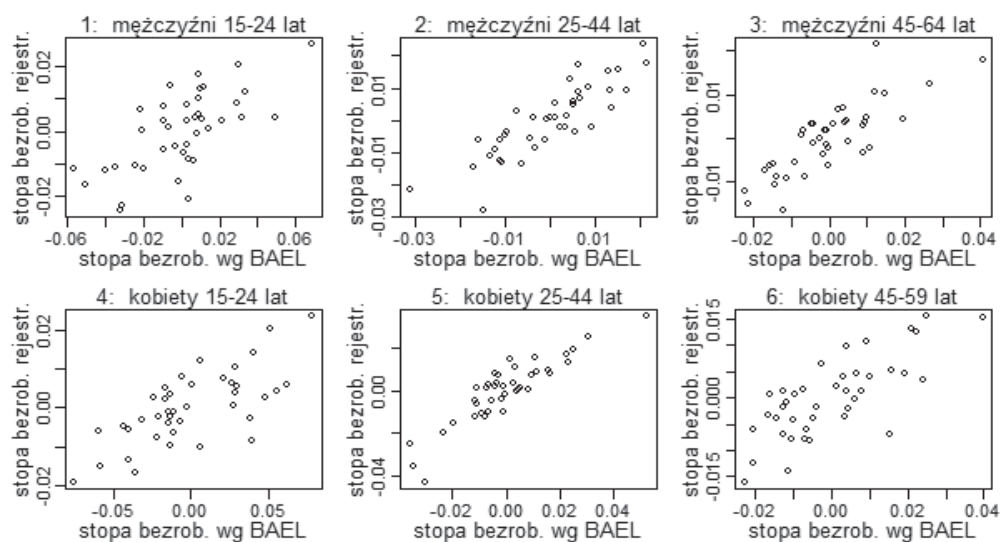 1: mężczyźni 15-24 lat
stopa bezrob. rejestr.
-0.02 0.00 0.02
-0.06 -0.02 0.02 0.06
stopa bezrob. wg BAEL
2: mężczyźni 25-44 lat
stopa bezrob. rejestr.
-0.03 -0.01 0.01
-0.03 -0.01 0.01
stopa bezrob. wg BAEL
3: mężczyźni 45-64 lat
stopa bezrob. rejestr.
-0.01 0.01
-0.02 0.00 0.02 0.04
stopa bezrob. wg BAEL
4: kobiety 15-24 lat
stopa bezrob. rejestr.
-0.02 0.00 0.02
-0.05 0.00 0.05
stopa bezrob. wg BAEL
5: kobiety 25-44 lat
stopa bezrob. rejestr.
-0.04 0.00
-0.02 0.00 0.02 0.04
stopa bezrob. wg BAEL
6: kobiety 45-59 lat
stopa bezrob. rejestr.
-0.015 0.000 0.015
-0.02 0.00 0.02 0.04
stopa bezrob. wg BAEL